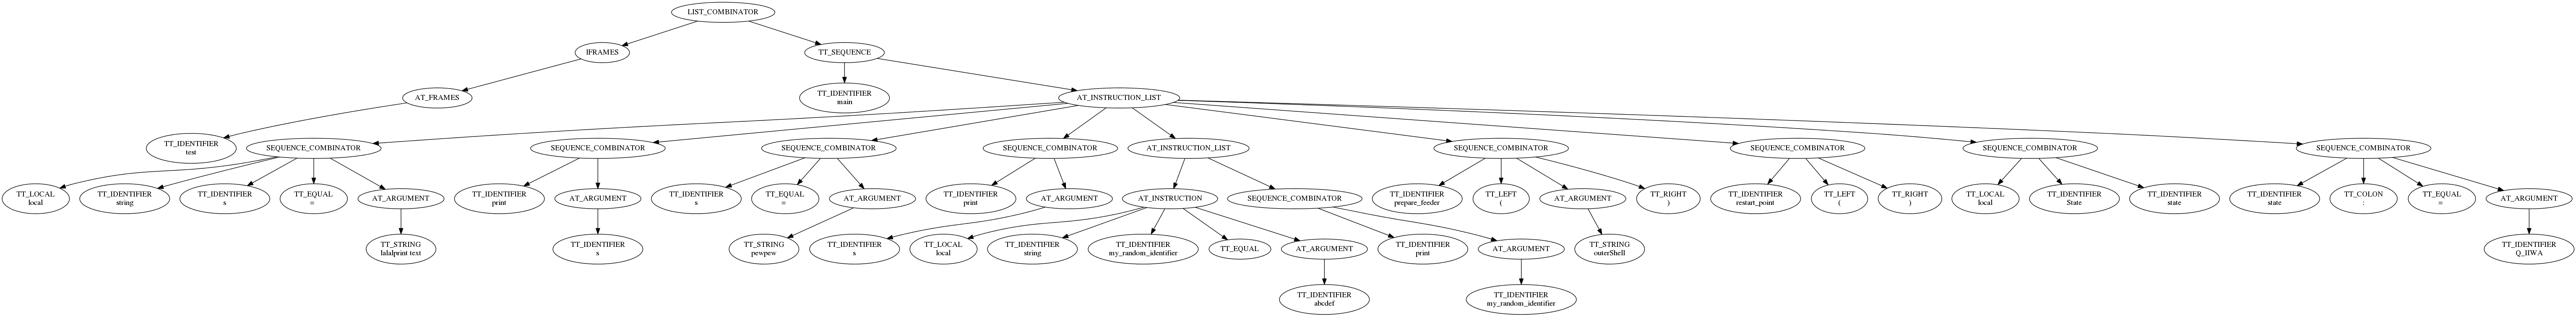 LIST_COMBINATOR
IFRAMES
TT_SEQUENCE
AT_FRAMES
TT_IDENTIFIER
main
AT_INSTRUCTION_LIST
TT_IDENTIFIER
test
SEQUENCE_COMBINATOR
SEQUENCE_COMBINATOR
SEQUENCE_COMBINATOR
SEQUENCE_COMBINATOR
AT_INSTRUCTION_LIST
SEQUENCE_COMBINATOR
SEQUENCE_COMBINATOR
SEQUENCE_COMBINATOR
SEQUENCE_COMBINATOR
TT_LOCAL
local
TT_IDENTIFIER
string
TT_IDENTIFIER
s
TT_EQUAL
=
AT_ARGUMENT
TT_IDENTIFIER
print
AT_ARGUMENT
TT_IDENTIFIER
s
TT_EQUAL
=
AT_ARGUMENT
TT_IDENTIFIER
print
AT_ARGUMENT
AT_INSTRUCTION
SEQUENCE_COMBINATOR
TT_IDENTIFIER
prepare_feeder
TT_LEFT
(
AT_ARGUMENT
TT_RIGHT
)
TT_IDENTIFIER
restart_point
TT_LEFT
(
TT_RIGHT
)
TT_LOCAL
local
TT_IDENTIFIER
State
TT_IDENTIFIER
state
TT_IDENTIFIER
state
TT_COLON
:
TT_EQUAL
=
AT_ARGUMENT
TT_STRING
lalalprint text
TT_IDENTIFIER
s
TT_STRING
pewpew
TT_IDENTIFIER
s
TT_LOCAL
local
TT_IDENTIFIER
string
TT_IDENTIFIER
my_random_identifier
TT_EQUAL
AT_ARGUMENT
TT_IDENTIFIER
print
AT_ARGUMENT
TT_STRING
outerShell
TT_IDENTIFIER
Q_IIWA
TT_IDENTIFIER
abcdef
TT_IDENTIFIER
my_random_identifier